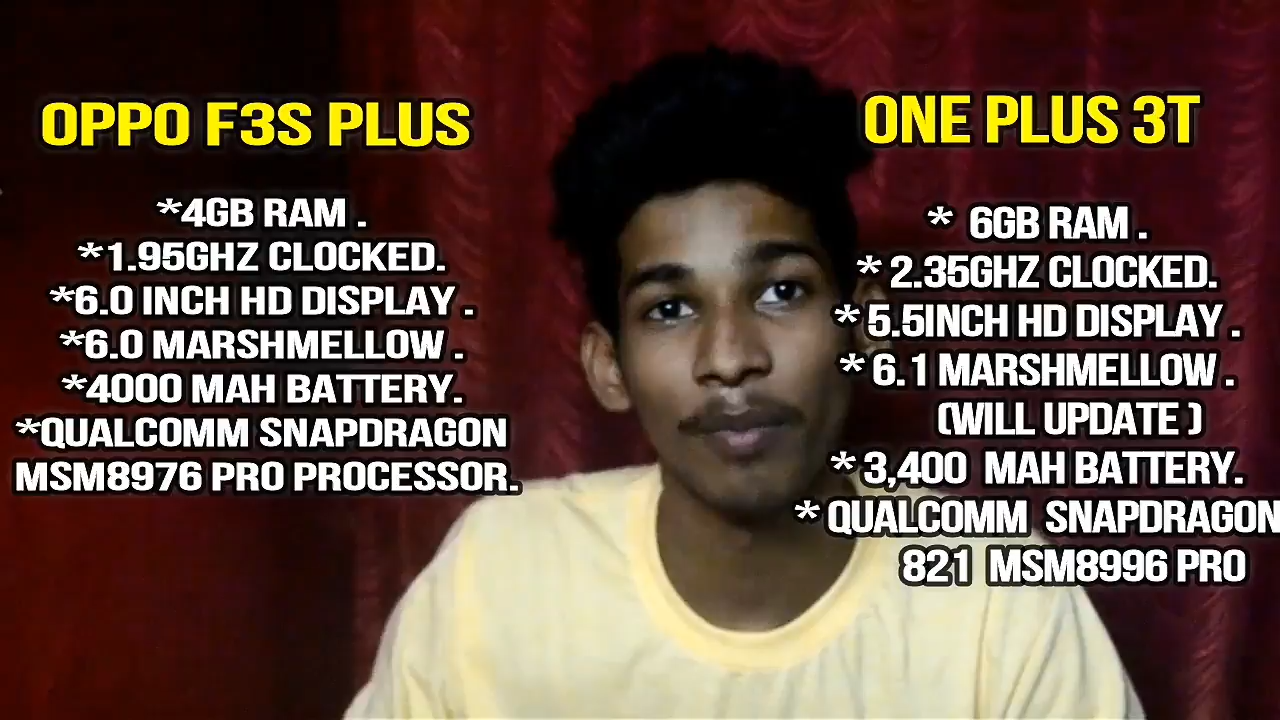 OPPO F3S PLUS
*4GB RAM .
*1.95GHZ CLOCKED.
*6.0 INCH HD DISPLAY .
*6.0 MARSHMELLOW .
*4000 MAH BATTERY.
*QUALCOMM SNAPDRAGON
MSM8976 PRO PROCESSOR.
ONE PLUS 3T
* 6GB RAM .
* 2.35GHZ CLOCKED.
* 5.5INCH HD DISPLAY .
* 6.1 MARSHMELLOW .
(WILL UPDATE )
* 3,400 MAH BATTERY.
* QUALCOMM SNAPDRAGON
821 MSM8996 PRO